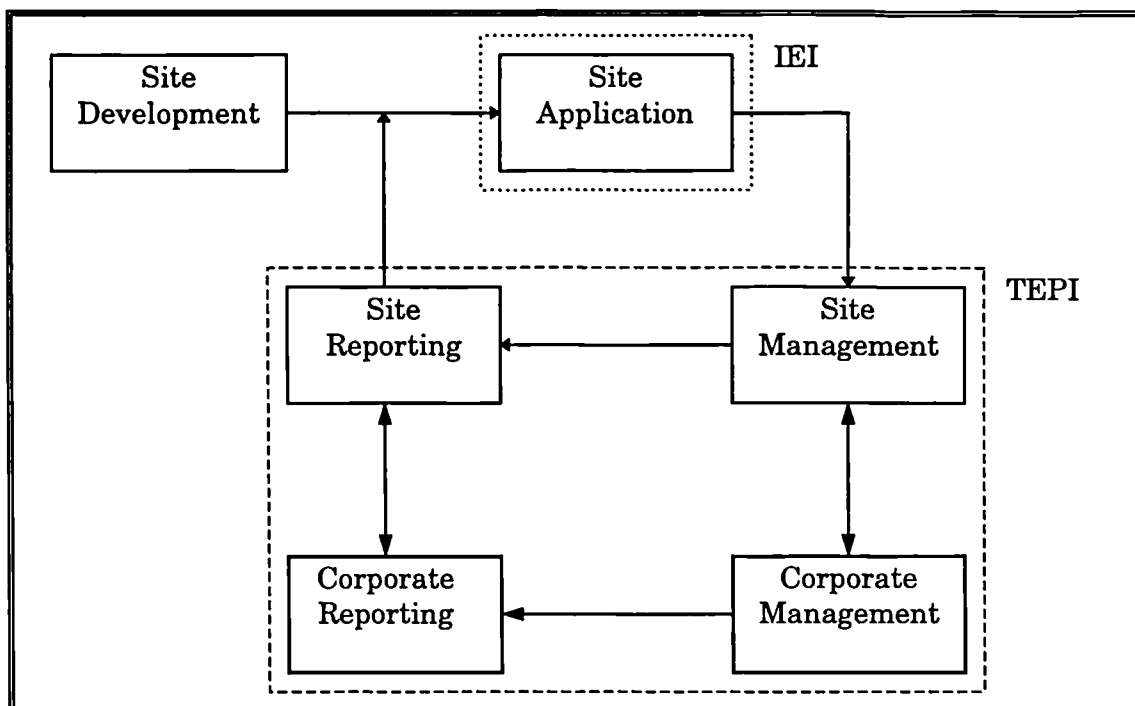 Site
Development
Site
Application
IEI
Site
Reporting
Site
Management
TEPI
Corporate
Reporting
Corporate
Management